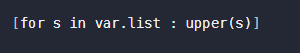 [for s in var.list : upper(s)]